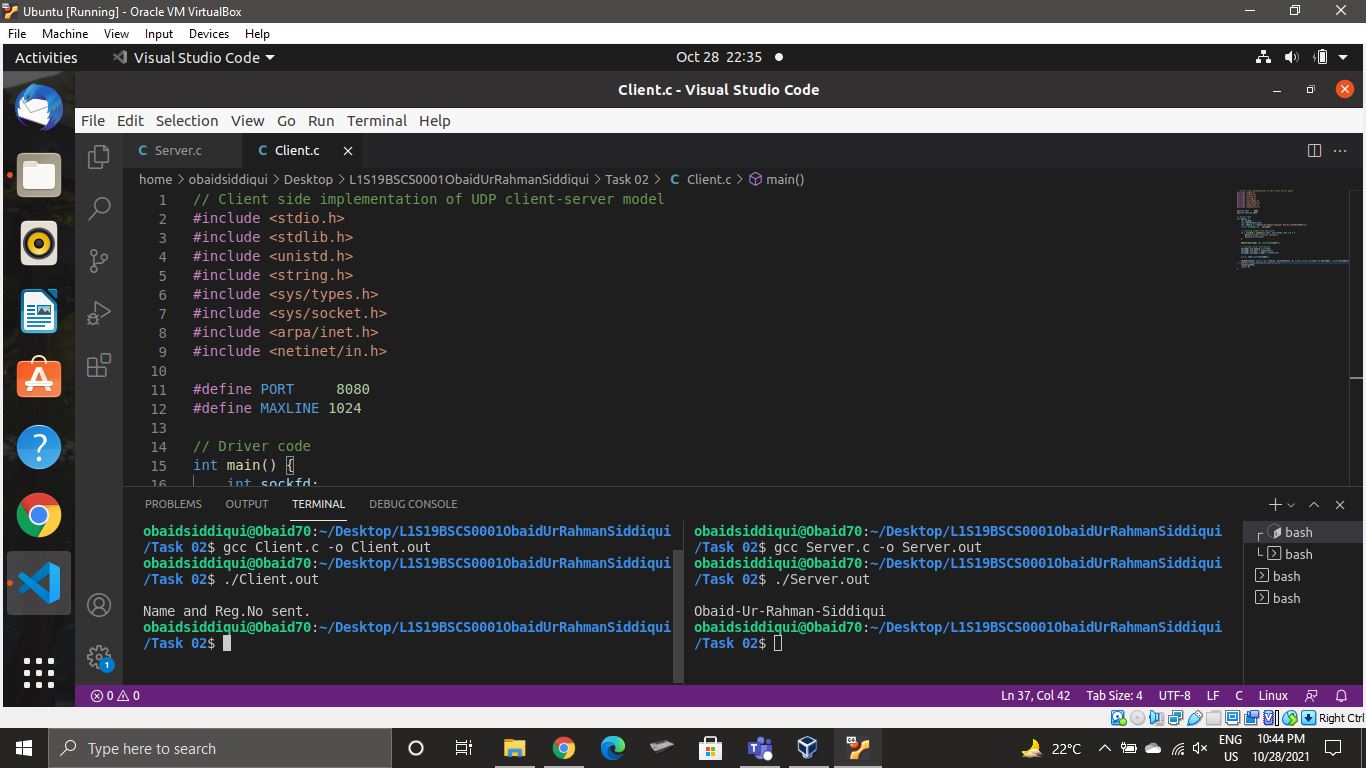 Ubuntu [Running] - Oracle VM VirtualBox
File Machine View Input Devices Help
Activities Visual Studio Code Oct 28 22:35
Client.c - Visual Studio Code
File Edit Selection View Go Run Terminal Help
C Server.c C Client.c
home > obaidsiddiqui > Desktop > L1S19BSCS0001ObaidUrRahmanSiddiqui > Task 02 > C Client.c > main()
1 // Client side implementation of UDP client-server model
2 #include <stdio.h>
3 #include <stdlib.h>
4 #include <unistd.h>
5 #include <string.h>
6 #include <sys/types.h>
7 #include <sys/socket.h>
8 #include <arpa/inet.h>
9 #include <netinet/in.h>
10
11 #define PORT 8080
12 #define MAXLINE 1024
13
14 // Driver code
15 int main() {
16 int sockfd;
PROBLEMS OUTPUT TERMINAL DEBUG CONSOLE
obaidsiddiqui@Obaid70:~/Desktop/L1S19BSCS0001ObaidUrRahmanSiddiqui
/Task 02$ gcc Client.c -o Client.out
obaidsiddiqui@Obaid70:~/Desktop/L1S19BSCS0001ObaidUrRahmanSiddiqui
/Task 02$ ./Client.out
Name and Reg.No sent.
obaidsiddiqui@Obaid70:~/Desktop/L1S19BSCS0001ObaidUrRahmanSiddiqui
/Task 02$
obaidsiddiqui@Obaid70:~/Desktop/L1S19BSCS0001ObaidUrRahmanSiddiqui
/Task 02$ gcc Server.c -o Server.out
obaidsiddiqui@Obaid70:~/Desktop/L1S19BSCS0001ObaidUrRahmanSiddiqui
/Task 02$ ./Server.out
Obaid-Ur-Rahman-Siddiqui
obaidsiddiqui@Obaid70:~/Desktop/L1S19BSCS0001ObaidUrRahmanSiddiqui
/Task 02$
bash
bash
bash
bash
1
0 0 Ln 37, Col 42 Tab Size: 4 UTF-8 LF C Linux
Right Ctrl
Type here to search
22°C
ENG
US
10:44 PM
10/28/2021